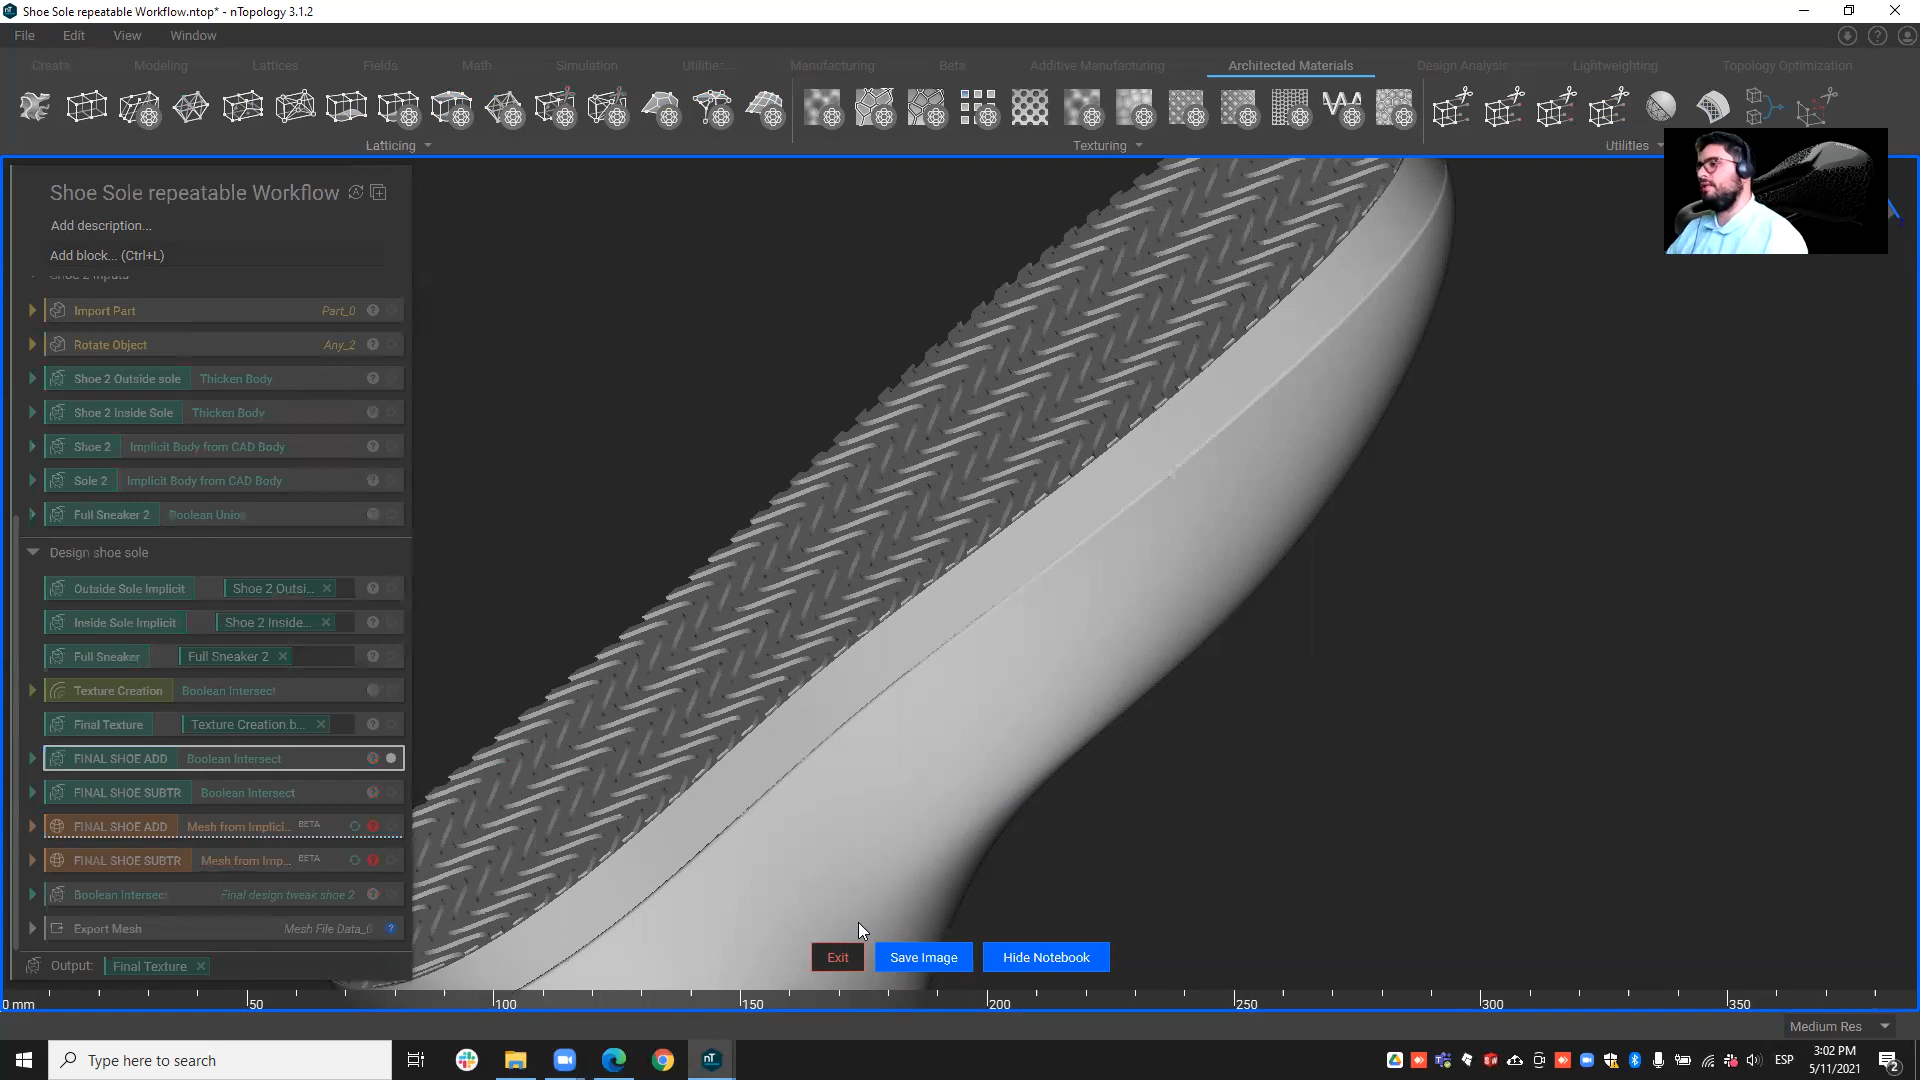 Shoe Sole repeatable Workflow.ntop* - nTopology 3.1.2
File Edit View Window
Create Modeling Lattices Fields Math Simulation Utilities... Manufacturing Beta Additive Manufacturing Architected Materials Design Analysis Lightweighting Topology Optimization
Latticing Texturing Utilities
Shoe Sole repeatable Workflow
Add description...
Add block... (Ctrl+L)
Shoe 2 Inputs
Import Part Part_0
Rotate Object Any_2
Shoe 2 Outside sole Thicken Body
Shoe 2 Inside Sole Thicken Body
Shoe 2 Implicit Body from CAD Body
Sole 2 Implicit Body from CAD Body
Full Sneaker 2 Boolean Union
Design shoe sole
Outside Sole Implicit Shoe 2 Outsi...
Inside Sole Implicit Shoe 2 Inside...
Full Sneaker Full Sneaker 2
Texture Creation Boolean Intersect
Final Texture Texture Creation.b...
FINAL SHOE ADD Boolean Intersect
FINAL SHOE SUBTR Boolean Intersect
FINAL SHOE ADD Mesh from Implici... BETA
FINAL SHOE SUBTR Mesh from Imp... BETA
Boolean Intersect Final design tweak shoe 2
Export Mesh Mesh File Data_0
Output: Final Texture
Exit Save Image Hide Notebook
0 mm 50 100 150 200 250 300 350
Medium Res
Type here to search
nT
ESP
3:02 PM
5/11/2021
2